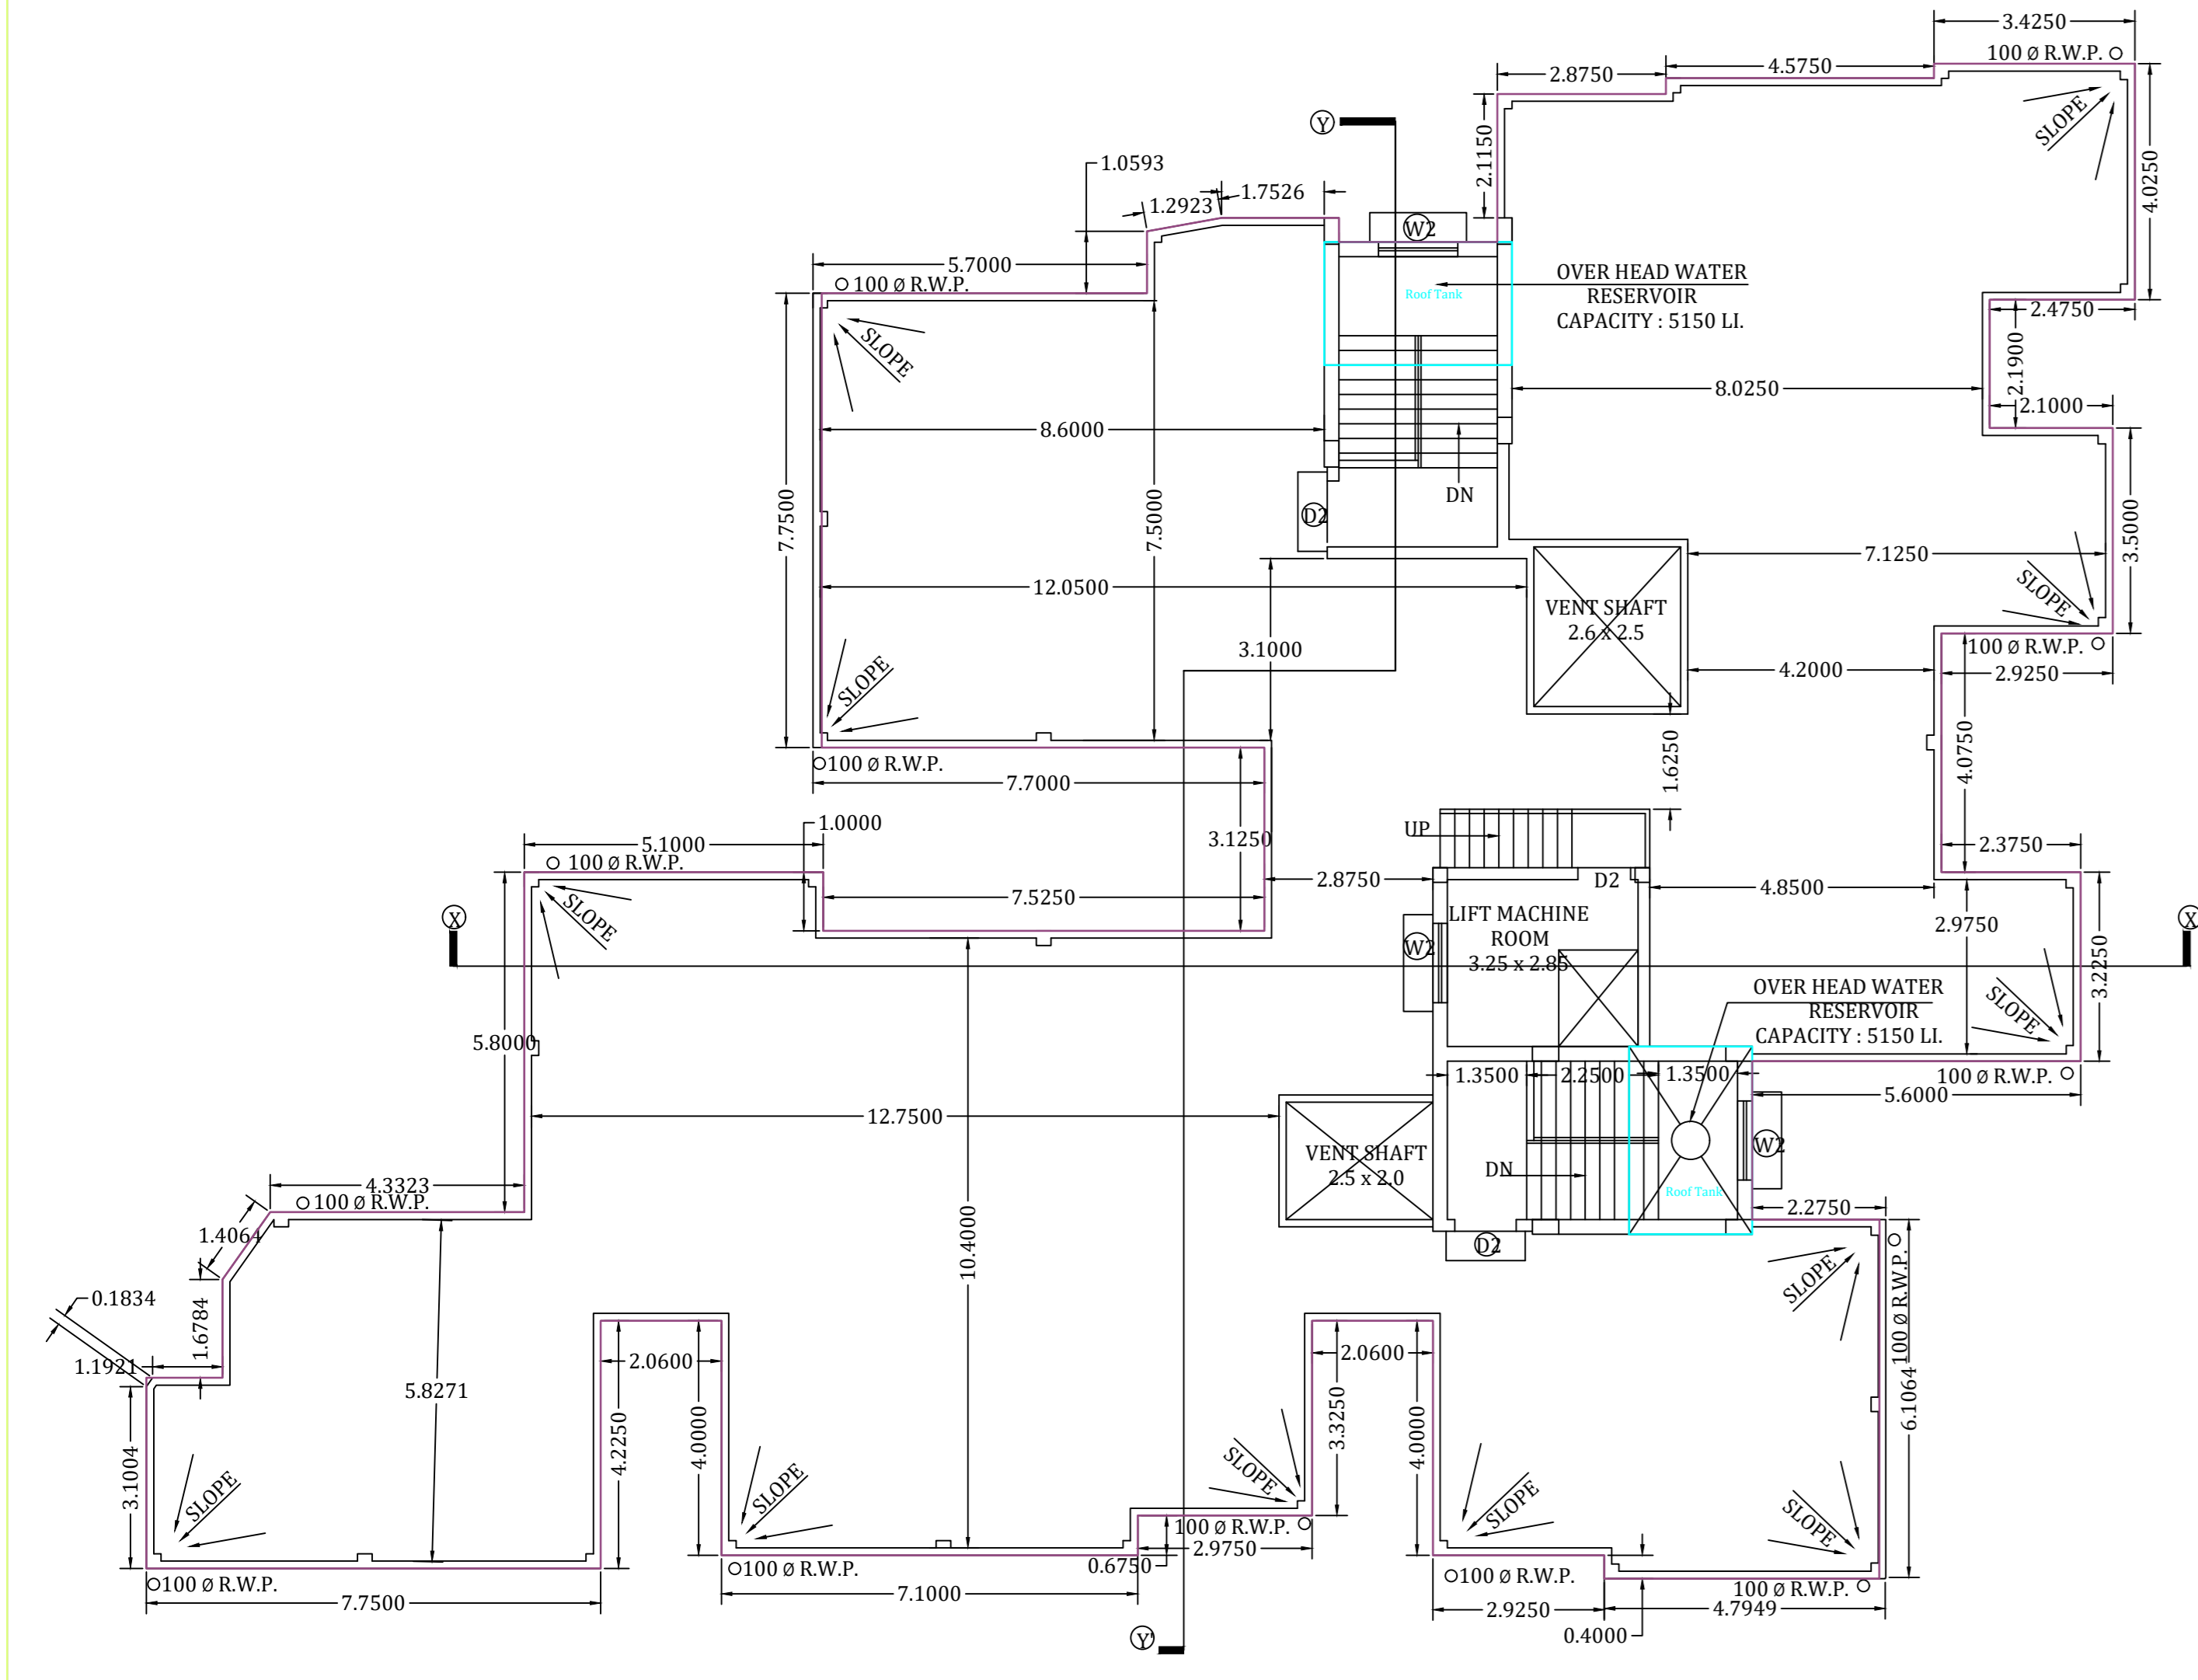 3.4250
100 Ø R.W.P.
4.5750
2.8750
SLOPE
Y
2.1150
4.0250
1.0593
1.7526
1.2923
W2
5.7000
OVER HEAD WATER
RESERVOIR
CAPACITY : 5150 LI.
Roof Tank
100 Ø R.W.P.
2.4750
SLOPE
2.1900
8.0250
2.1000
8.6000
7.7500
7.5000
DN
D2
3.5000
7.1250
12.0500
SLOPE
VENT SHAFT
2.6 x 2.5
3.1000
100 Ø R.W.P.
4.2000
2.9250
SLOPE
1.6250
4.0750
100 Ø R.W.P.
7.7000
1.0000
5.1000
3.1250
UP
2.3750
100 Ø R.W.P.
2.8750
D2
4.8500
7.5250
SLOPE
X
LIFT MACHINE
ROOM
3.25 x 2.85
W2
2.9750
X
3.2250
OVER HEAD WATER
RESERVOIR
CAPACITY : 5150 LI.
SLOPE
5.8000
1.3500
2.2500
1.3500
100 Ø R.W.P.
5.6000
12.7500
VENT SHAFT
2.5 x 2.0
W2
DN
Roof Tank
4.3323
100 Ø R.W.P.
2.2750
1.4064
D2
10.4000
SLOPE
100 Ø R.W.P.
0.1834
1.6784
1.1921
2.0600
2.0600
5.8271
6.1064
4.2250
4.0000
3.3250
4.0000
3.1004
SLOPE
SLOPE
SLOPE
SLOPE
SLOPE
100 Ø R.W.P.
2.9750
0.6750
100 Ø R.W.P.
100 Ø R.W.P.
100 Ø R.W.P.
100 Ø R.W.P.
7.7500
7.1000
2.9250
4.7949
0.4000
Y'